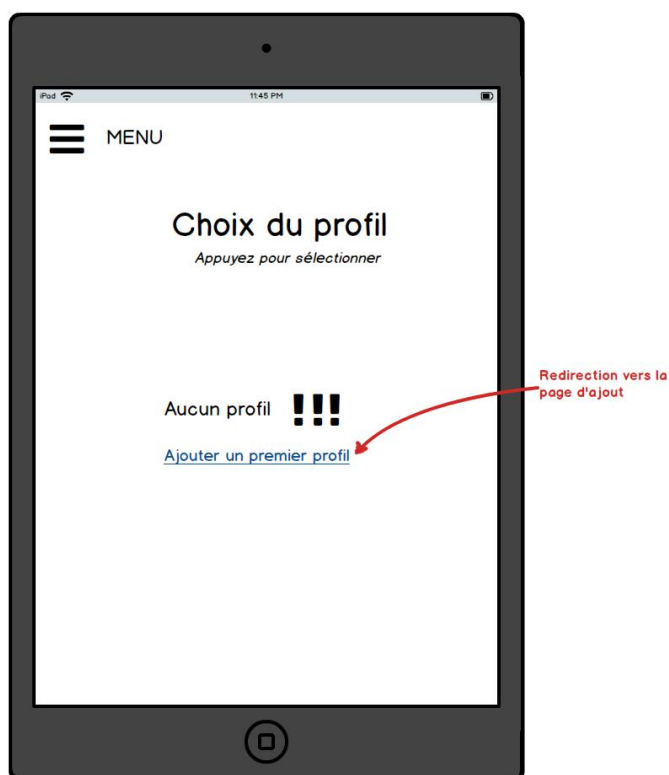 iPad
11:45 PM
MENU
Choix du profil
Appuyez pour sélectionner
Redirection vers la
page d'ajout
Aucun profil !!!
Ajouter un premier profil